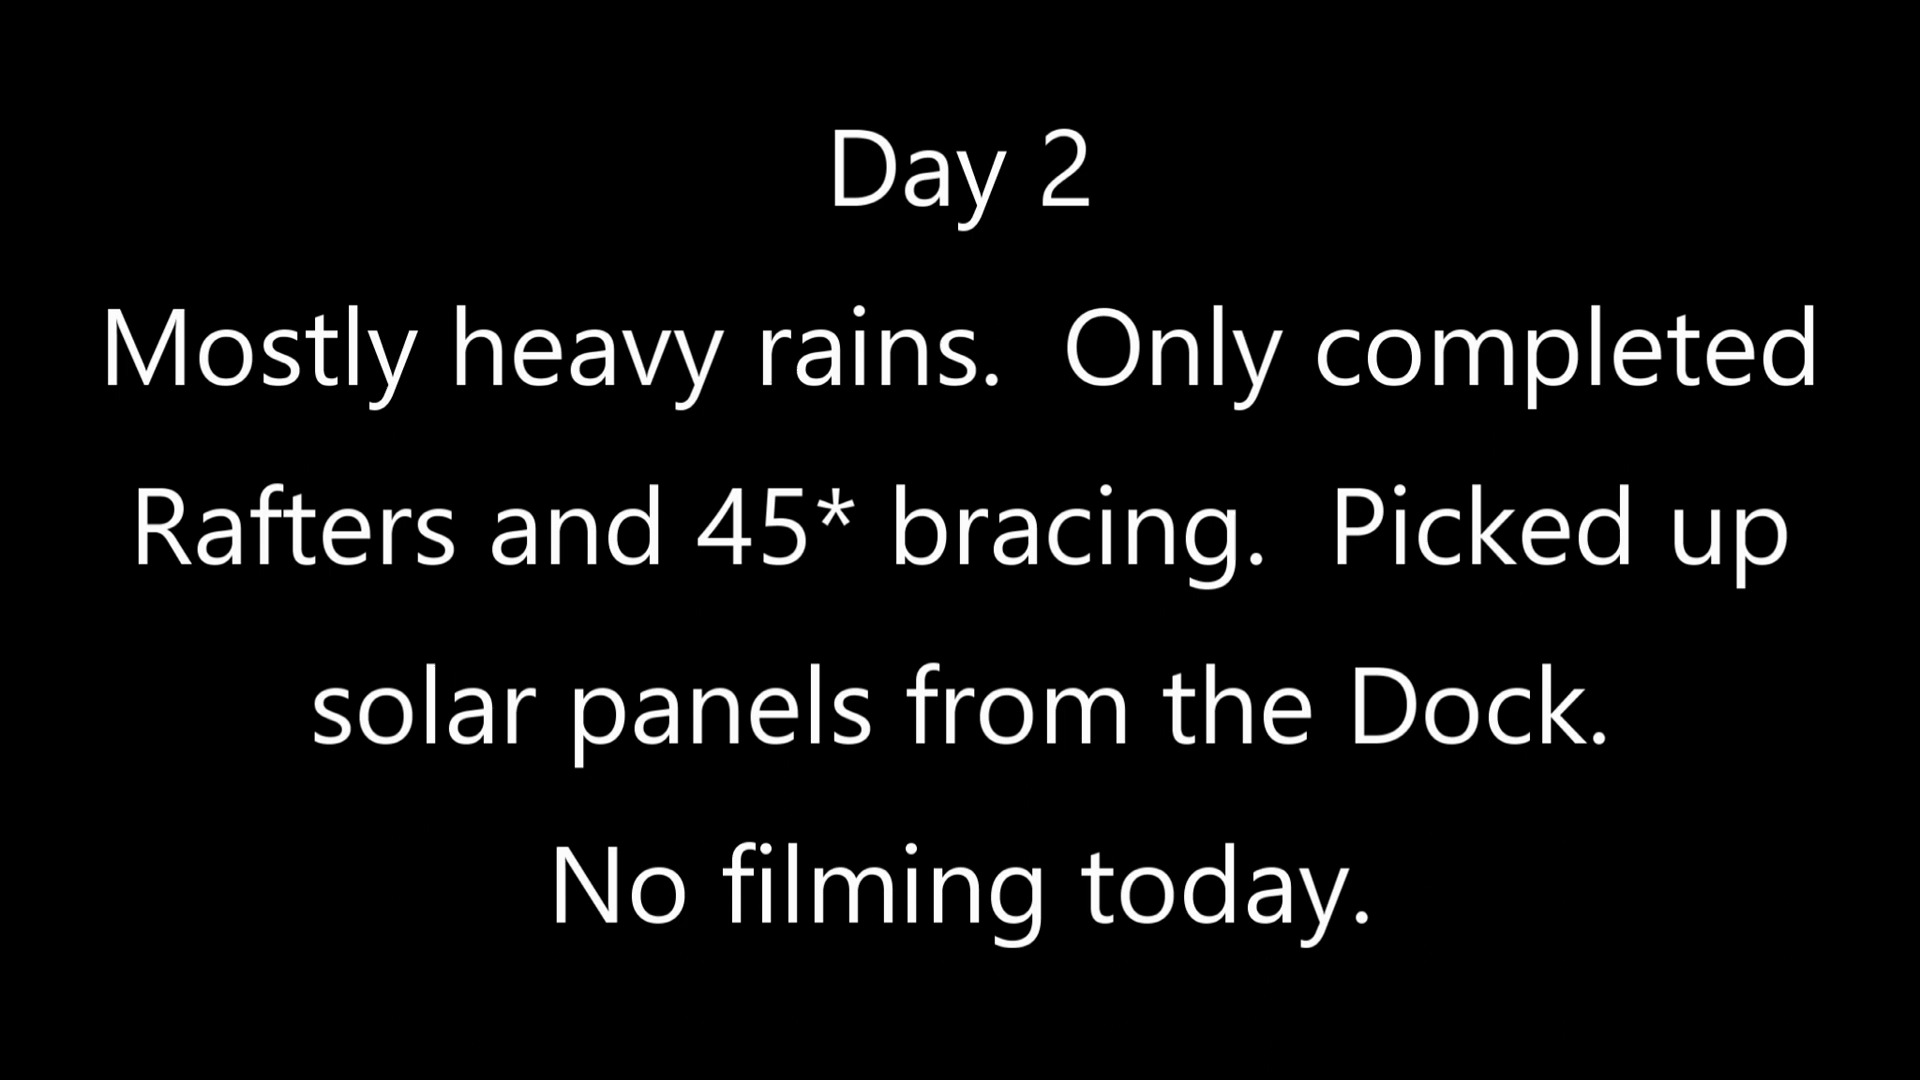 Day 2
Mostly heavy rains.  Only completed
Rafters and 45* bracing.  Picked up
solar panels from the Dock.
No filming today.